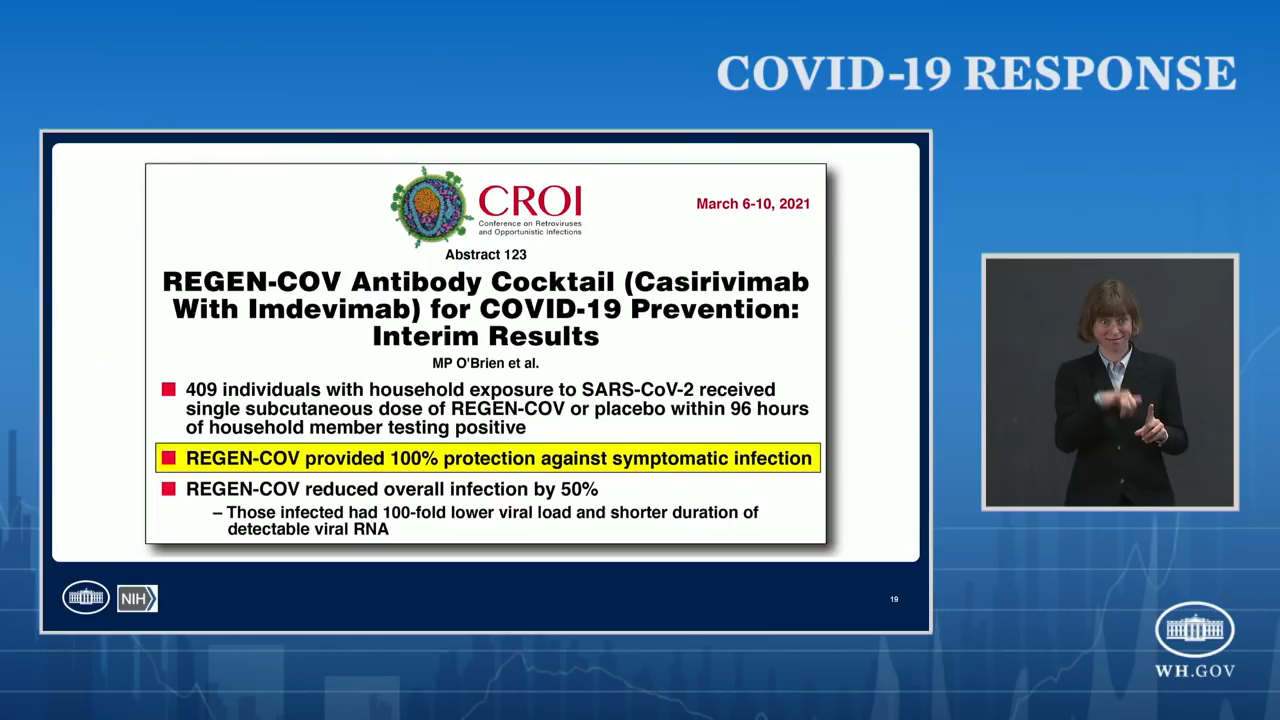 COVID-19 RESPONSE
CROI
Conference on Retroviruses
and Opportunistic Infections
March 6-10, 2021
Abstract 123
REGEN-COV Antibody Cocktail (Casirivimab
With Imdevimab) for COVID-19 Prevention:
Interim Results
MP O'Brien et al.
409 individuals with household exposure to SARS-CoV-2 received
single subcutaneous dose of REGEN-COV or placebo within 96 hours
of household member testing positive
REGEN-COV provided 100% protection against symptomatic infection
REGEN-COV reduced overall infection by 50%
– Those infected had 100-fold lower viral load and shorter duration of
detectable viral RNA
NIH
19
WH.GOV